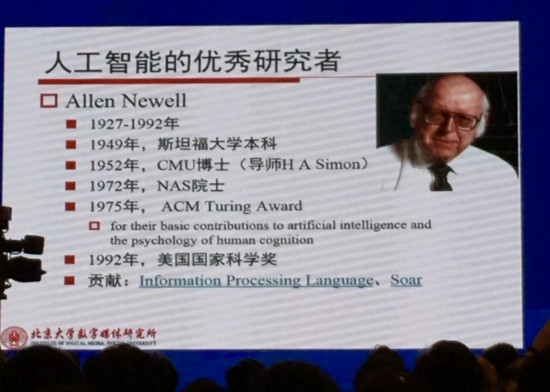 人工智能的优秀研究者
Allen Newell
1927-1992年
1949年，斯坦福大学本科
1952年，CMU博士（导师H A Simon）
1972年，NAS院士
1975年， ACM Turing Award
for their basic contributions to artificial intelligence and
the psychology of human cognition
1992年，美国国家科学奖
贡献：Information Processing Language、Soar
北京大学数字媒体研究所
INSTITUTE OF DIGITAL MEDIA, PEKING UNIVERSITY